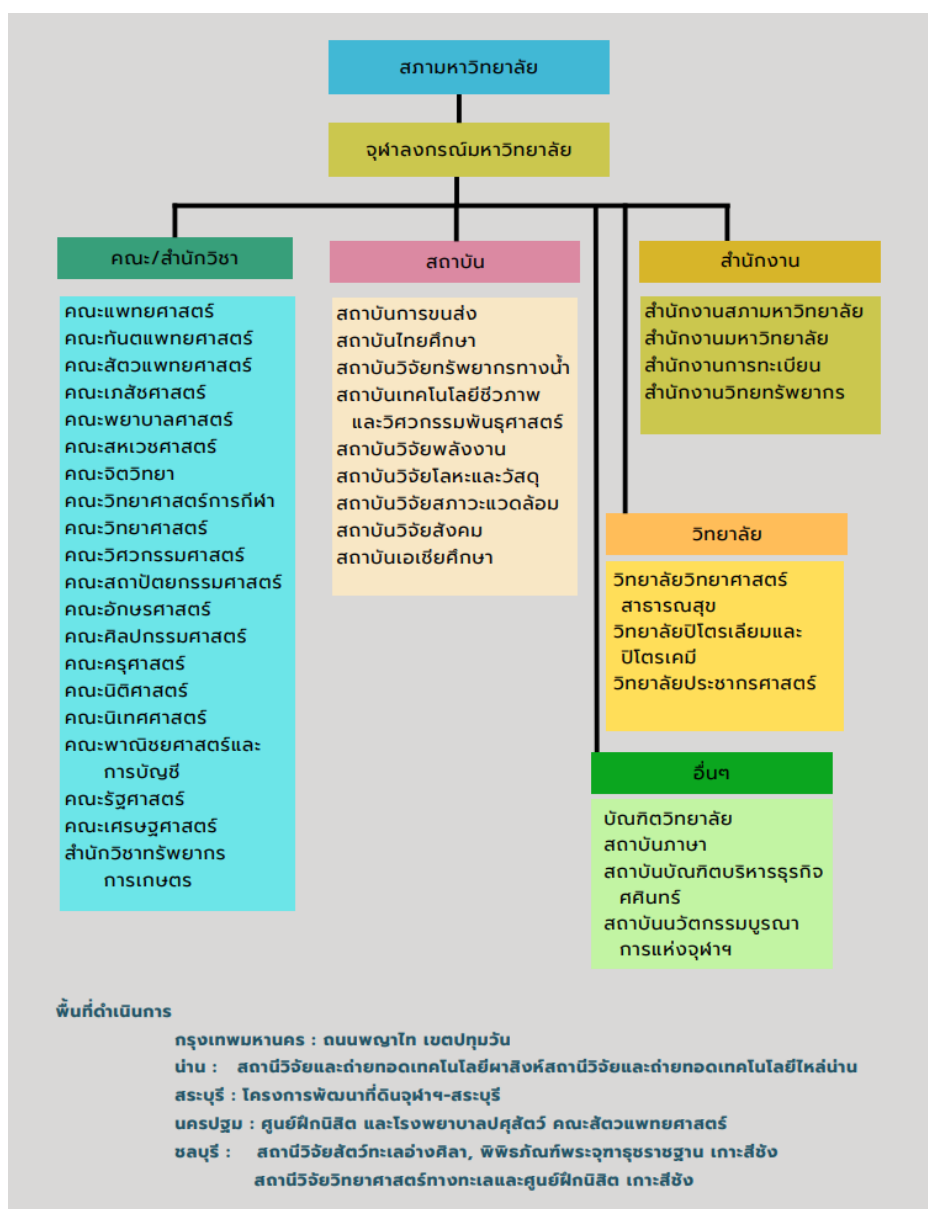 สภามหาวิทยาลัย
จุฬาลงกรณ์มหาวิทยาลัย
คณะ/สำนักวิชา
คณะแพทยศาสตร์
คณะทันตแพทยศาสตร์
คณะสัตวแพทยศาสตร์
คณะเภสัชศาสตร์
คณะพยาบาลศาสตร์
คณะสหเวชศาสตร์
คณะจิตวิทยา
คณะวิทยาศาสตร์การกีฬา
คณะวิทยาศาสตร์
คณะวิศวกรรมศาสตร์
คณะสถาปัตยกรรมศาสตร์
คณะอักษรศาสตร์
คณะศิลปกรรมศาสตร์
คณะครุศาสตร์
คณะนิติศาสตร์
คณะนิเทศศาสตร์
คณะพาณิชยศาสตร์และ
การบัญชี
คณะรัฐศาสตร์
คณะเศรษฐศาสตร์
สำนักวิชาทรัพยากร
การเกษตร
สถาบัน
สถาบันการขนส่ง
สถาบันไทยศึกษา
สถาบันวิจัยทรัพยากรทางน้ำ
สถาบันเทคโนโลยีชีวภาพ
และวิศวกรรมพันธุศาสตร์
สถาบันวิจัยพลังงาน
สถาบันวิจัยโลหะและวัสดุ
สถาบันวิจัยสภาวะแวดล้อม
สถาบันวิจัยสังคม
สถาบันเอเชียศึกษา
สำนักงาน
สำนักงานสภามหาวิทยาลัย
สำนักงานมหาวิทยาลัย
สำนักงานการทะเบียน
สำนักงานวิทยทรัพยากร
วิทยาลัย
วิทยาลัยวิทยาศาสตร์
สาธารณสุข
วิทยาลัยปิโตรเลียมและ
ปิโตรเคมี
วิทยาลัยประชากรศาสตร์
อื่นๆ
บัณฑิตวิทยาลัย
สถาบันภาษา
สถาบันบัณฑิตบริหารธุรกิจ
ศศินทร์
สถาบันนวัตกรรมบูรณา
การแห่งจุฬาฯ
พื้นที่ดำเนินการ
กรุงเทพมหานคร : ถนนพญาไท เขตปทุมวัน
น่าน : สถานีวิจัยและถ่ายทอดเทคโนโลยีผาสิงห์สถานีวิจัยและถ่ายทอดเทคโนโลยีไหล่น่าน
สระบุรี : โครงการพัฒนาที่ดินจุฬาฯ-สระบุรี
นครปฐม : ศูนย์ฝึกนิสิต และโรงพยาบาลปศุสัตว์ คณะสัตวแพทยศาสตร์
ชลบุรี : สถานีวิจัยสัตว์ทะเลอ่างศิลา, พิพิธภัณฑ์พระจุฑาธุชราชฐาน เกาะสีชัง
สถานีวิจัยวิทยาศาสตร์ทางทะเลและศูนย์ฝึกนิสิต เกาะสีชัง